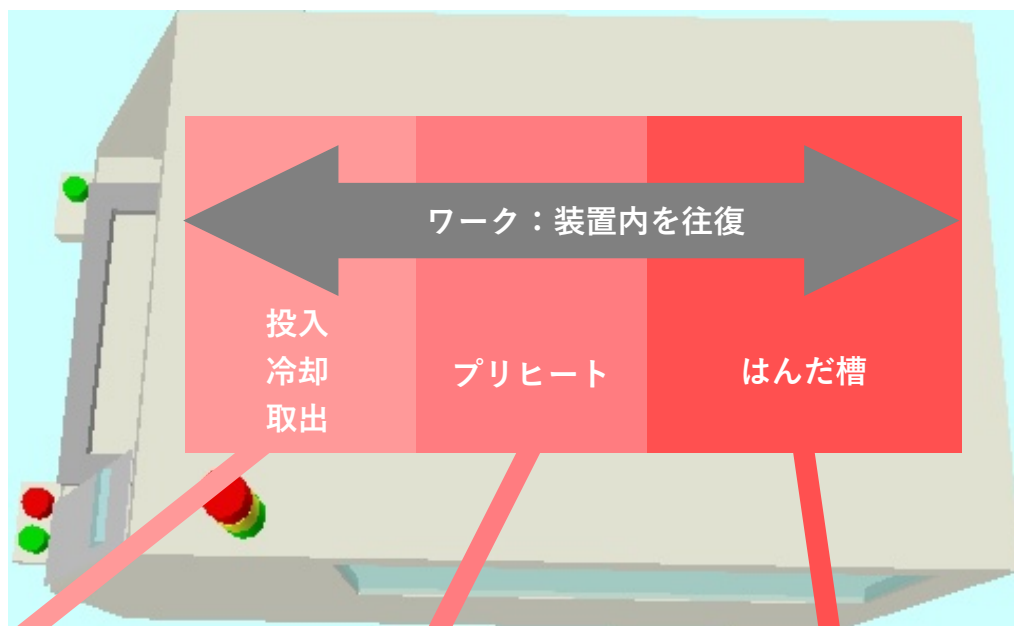 ワーク：装置内を往復
投入
冷却
取出
プリヒート
はんだ槽